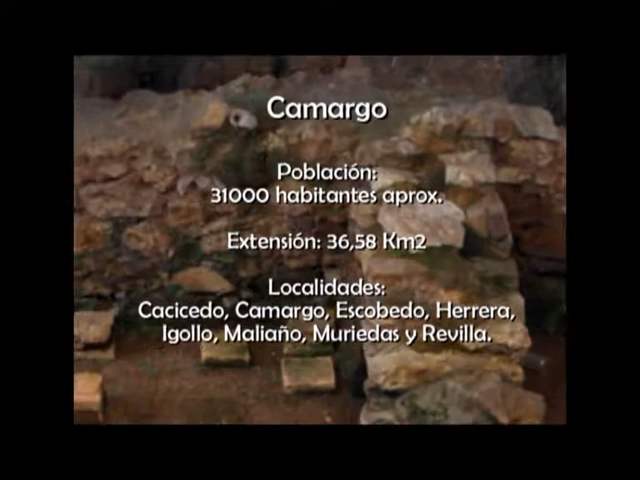 Camargo
Población:
31000 habitantes aprox.
Extensión: 36,58 Km2
Localidades:
Cacicedo, Camargo, Escobedo, Herrera,
Igollo, Maliaño, Muriedas y Revilla.